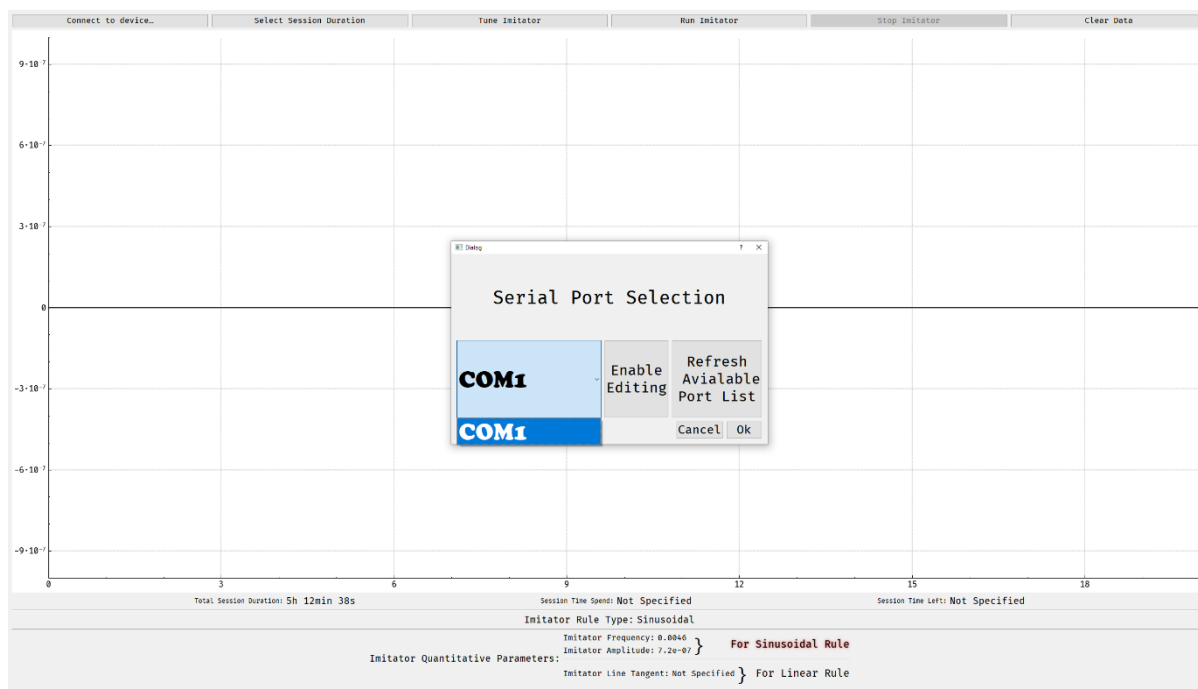 Connect to device…
Select Session Duration
Tune Imitator
Run Imitator
Stop Imitator
Clear Data
9·10⁻⁷
6·10⁻⁷
3·10⁻⁷
0
-3·10⁻⁷
-6·10⁻⁷
-9·10⁻⁷
Dialog
Serial Port Selection
COM1
Enable
Editing
Refresh
Avialable
Port List
COM1
Cancel
Ok
0 3 6 9 12 15 18
Total Session Duration: 5h 12min 38s
Session Time Spend: Not Specified
Session Time Left: Not Specified
Imitator Rule Type: Sinusoidal
Imitator Quantitative Parameters:
Imitator Frequency: 0.0046
Imitator Amplitude: 7.2e-07
} For Sinusoidal Rule
Imitator Line Tangent: Not Specified } For Linear Rule